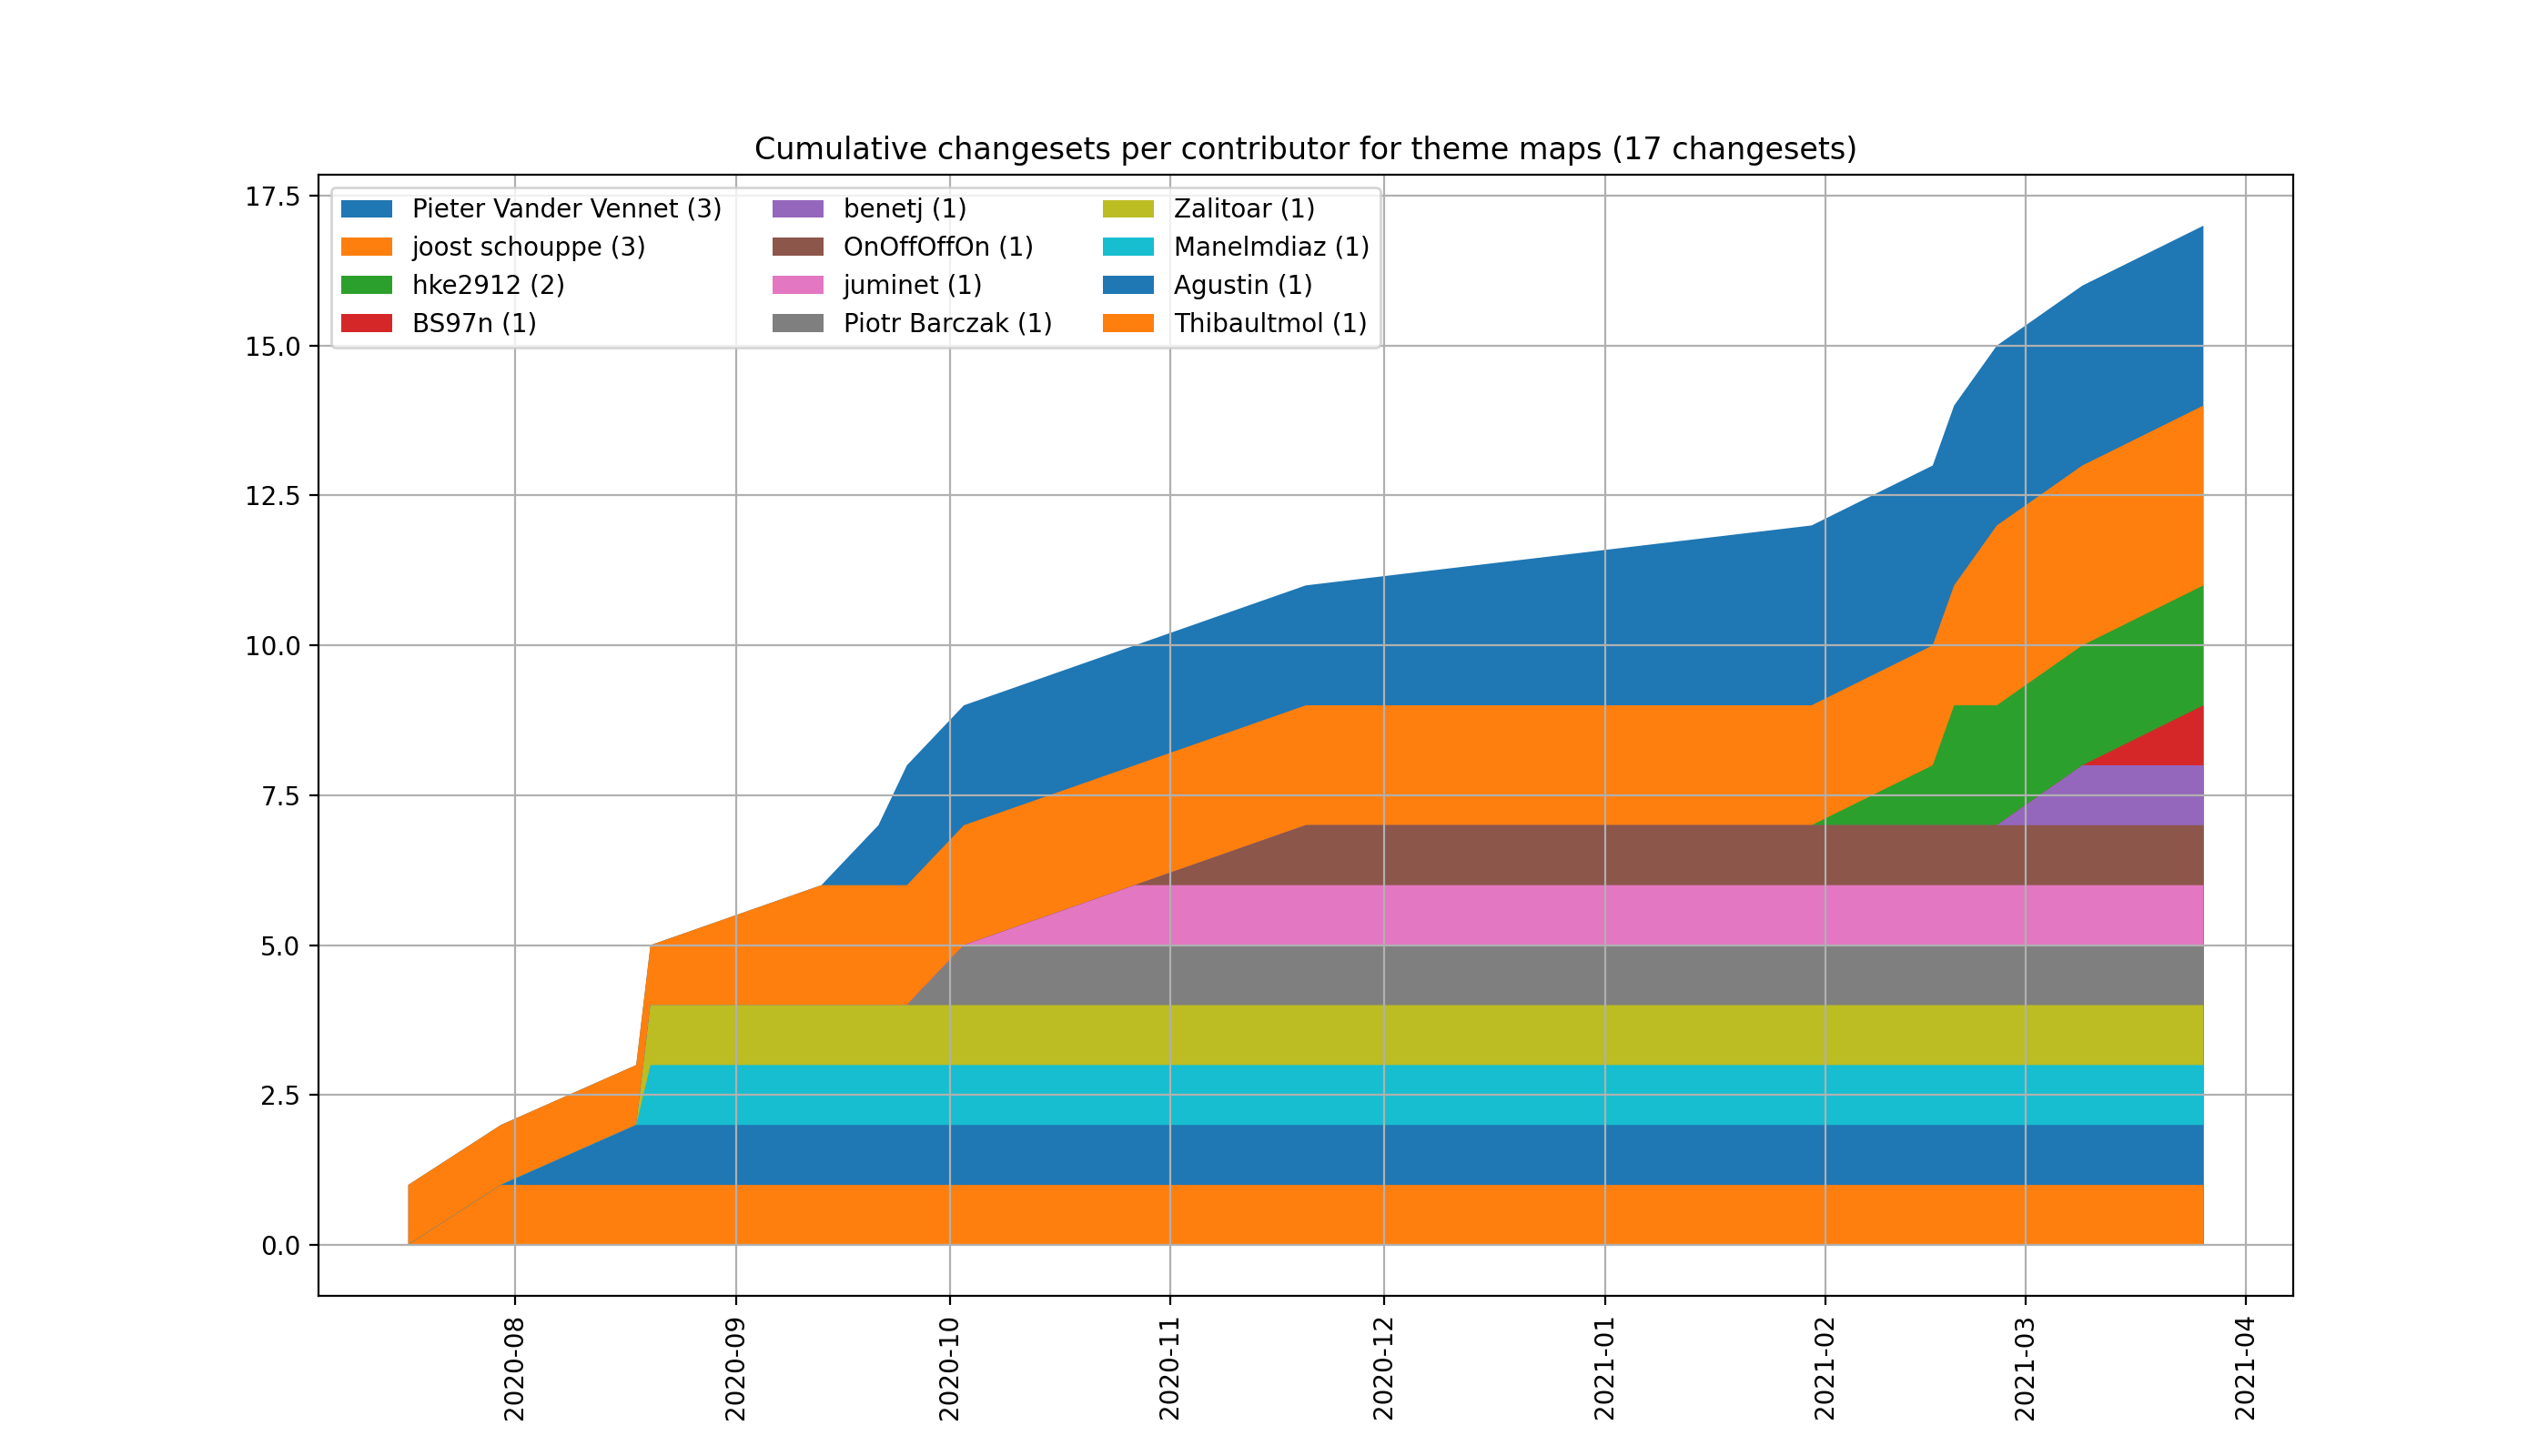 Cumulative changesets per contributor for theme maps (17 changesets)
Pieter Vander Vennet (3)
joost schouppe (3)
hke2912 (2)
BS97n (1)
benetj (1)
OnOffOffOn (1)
juminet (1)
Piotr Barczak (1)
Zalitoar (1)
Manelmdiaz (1)
Agustin (1)
Thibaultmol (1)
17.5
15.0
12.5
10.0
7.5
5.0
2.5
0.0
2020-08
2020-09
2020-10
2020-11
2020-12
2021-01
2021-02
2021-03
2021-04